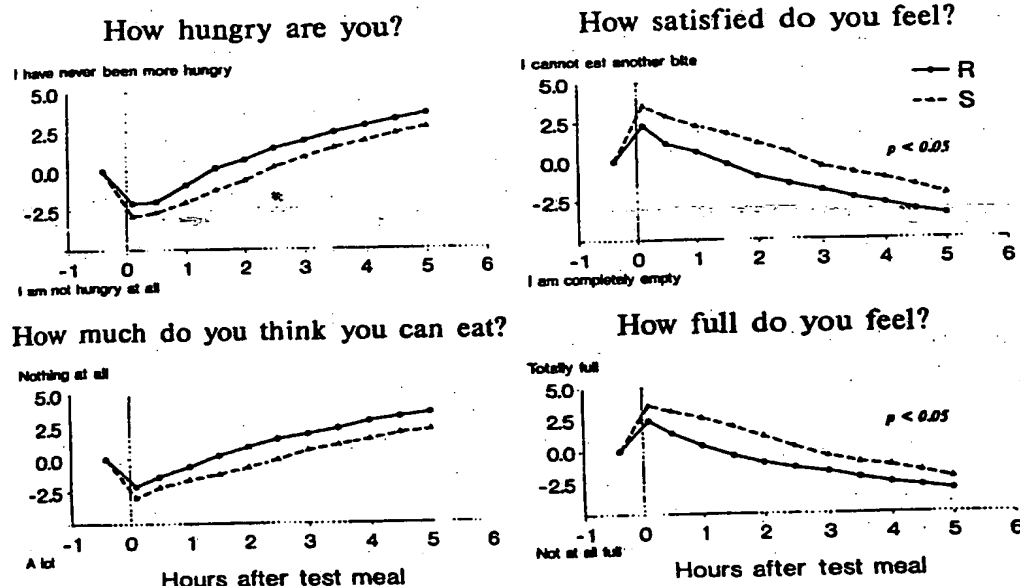 How hungry are you?
I have never been more hungry
5.0
2.5
0.0
-2.5
-1 0 1 2 3 4 5 6
I am not hungry at all
How satisfied do you feel?
I cannot eat another bite
R
S
5.0
2.5
0.0
-2.5
p < 0.05
-1 0 1 2 3 4 5 6
I am completely empty
How much do you think you can eat?
Nothing at all
5.0
2.5
0.0
-2.5
-1 0 1 2 3 4 5 6
A lot
Hours after test meal
How full do you feel?
Totally full
5.0
2.5
0.0
-2.5
p < 0.05
-1 0 1 2 3 4 5 6
Not at all full
Hours after test meal